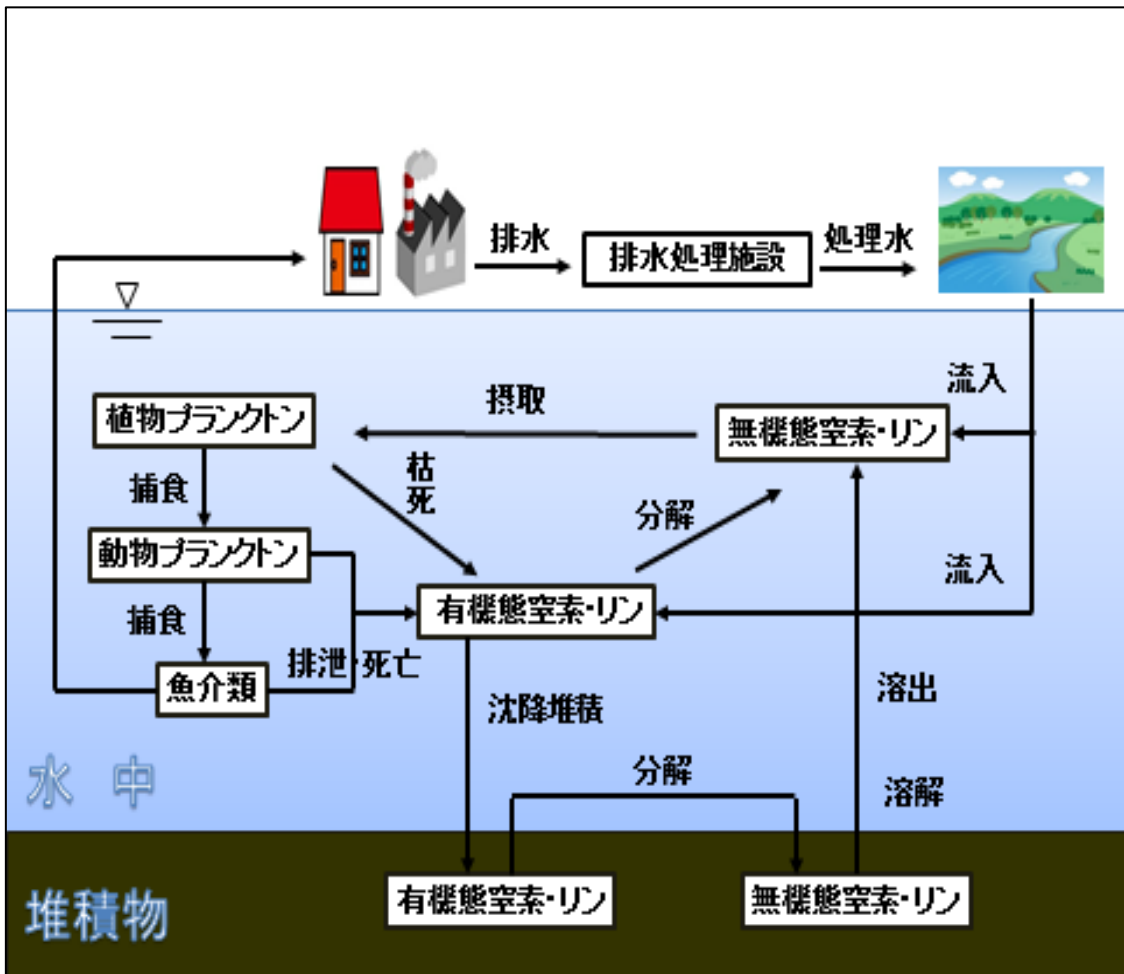 排水
排水処理施設
処理水
流入
摂取
植物プランクトン
無機態窒素・リン
枯死
捕食
分解
動物プランクトン
流入
有機態窒素・リン
捕食
排泄・死亡
魚介類
溶出
沈降堆積
分解
水中
溶解
有機態窒素・リン
無機態窒素・リン
堆積物